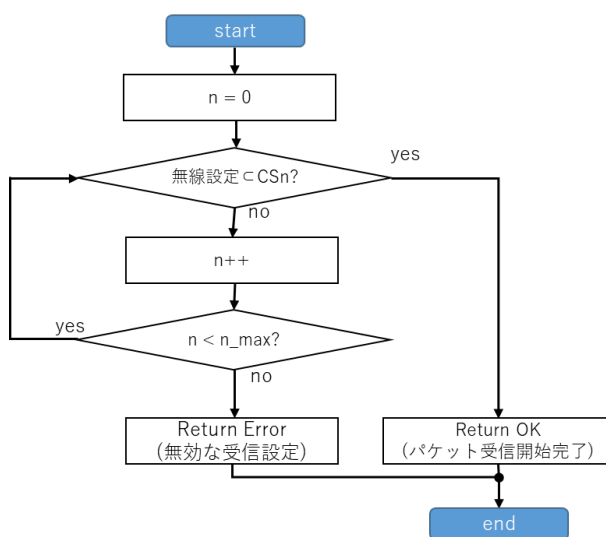 start
n = 0
無線設定⊂CSn?
yes
no
n++
n < n_max?
yes
no
Return Error
(無効な受信設定)
Return OK
(パケット受信開始完了)
end